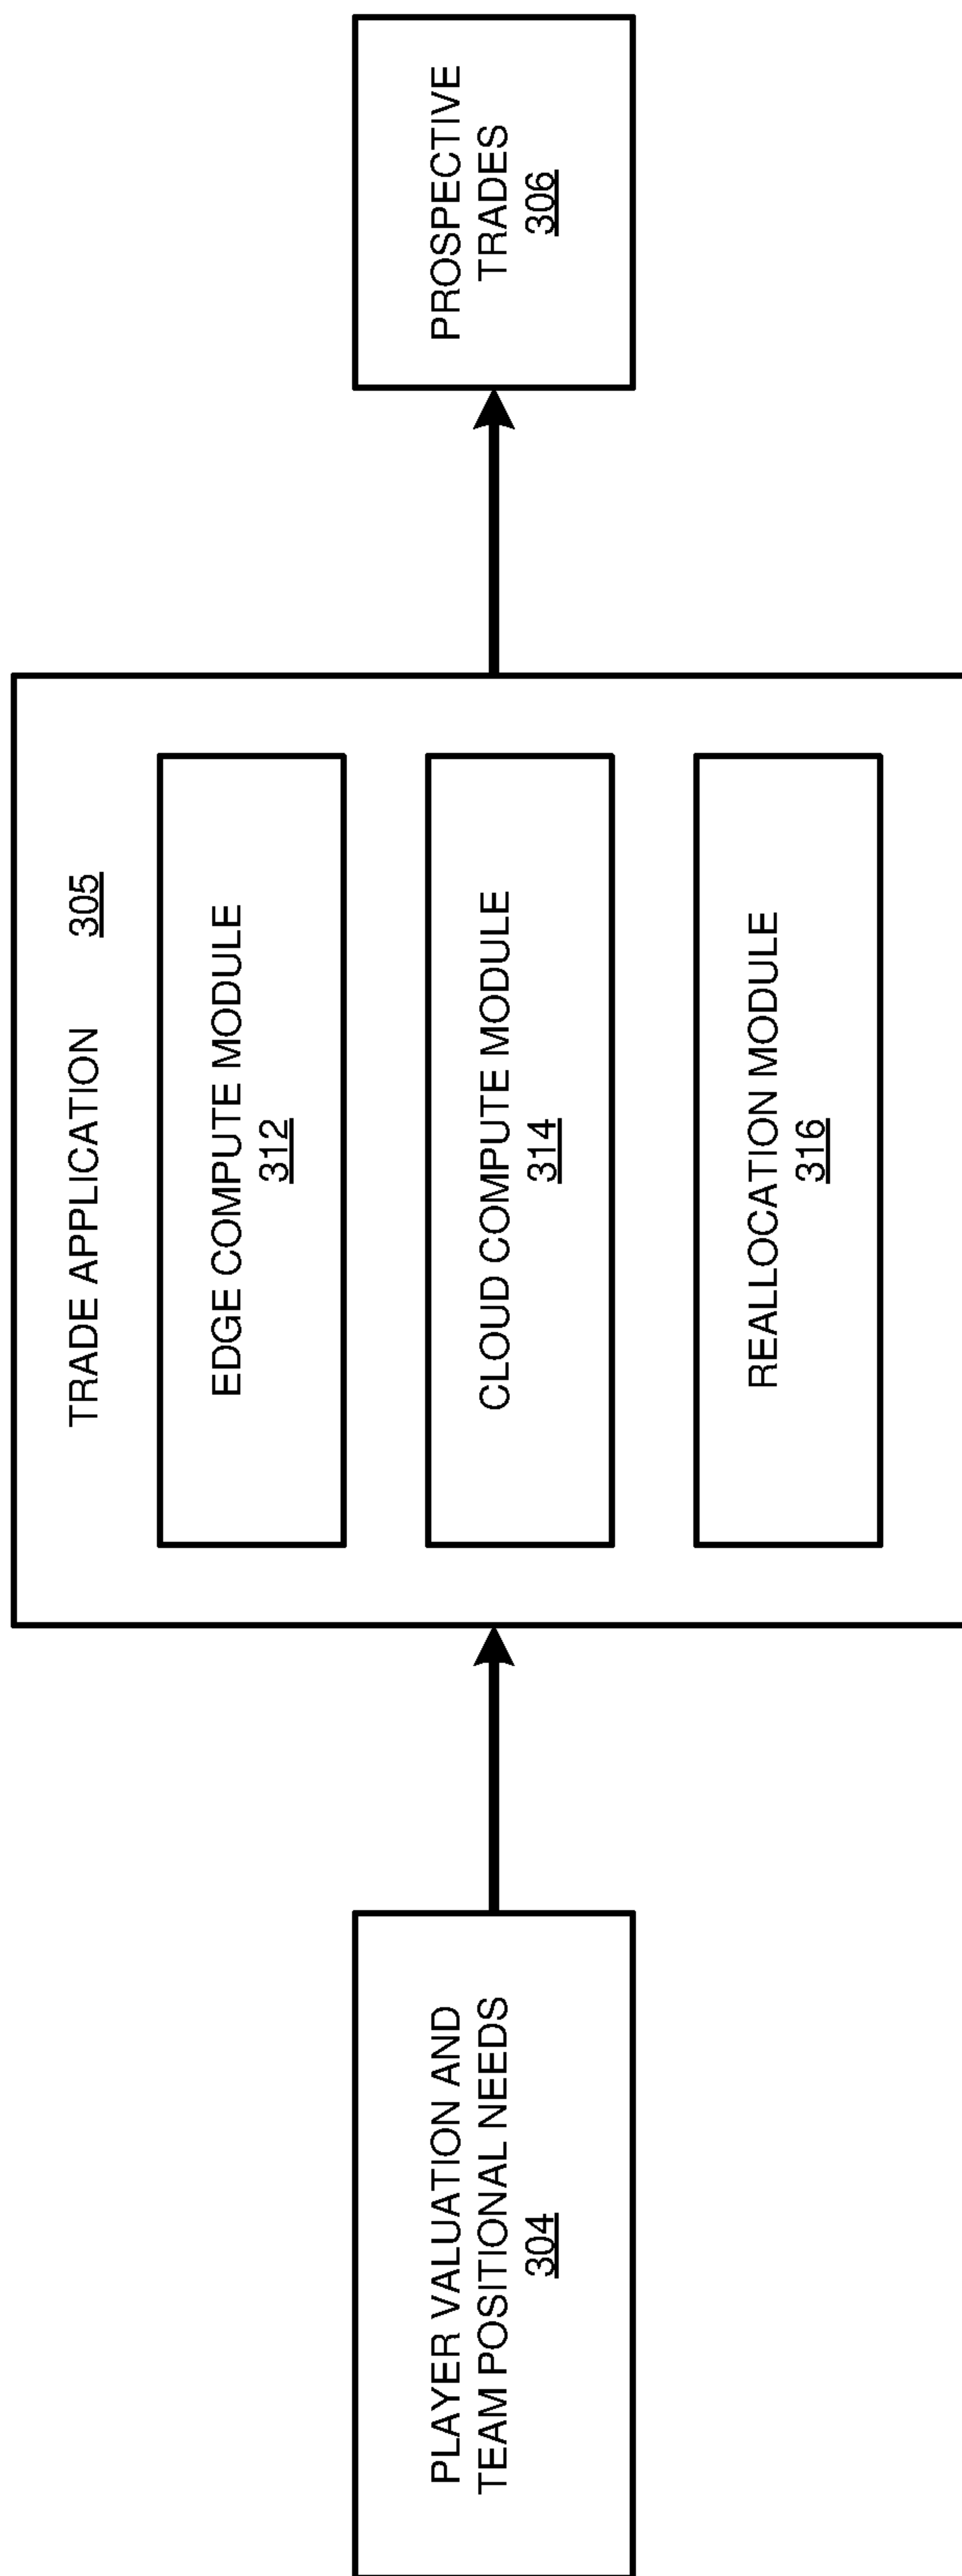 PLAYER VALUATION AND
TEAM POSITIONAL NEEDS
304
TRADE APPLICATION 305
EDGE COMPUTE MODULE
312
CLOUD COMPUTE MODULE
314
REALLOCATION MODULE
316
PROSPECTIVE
TRADES
306